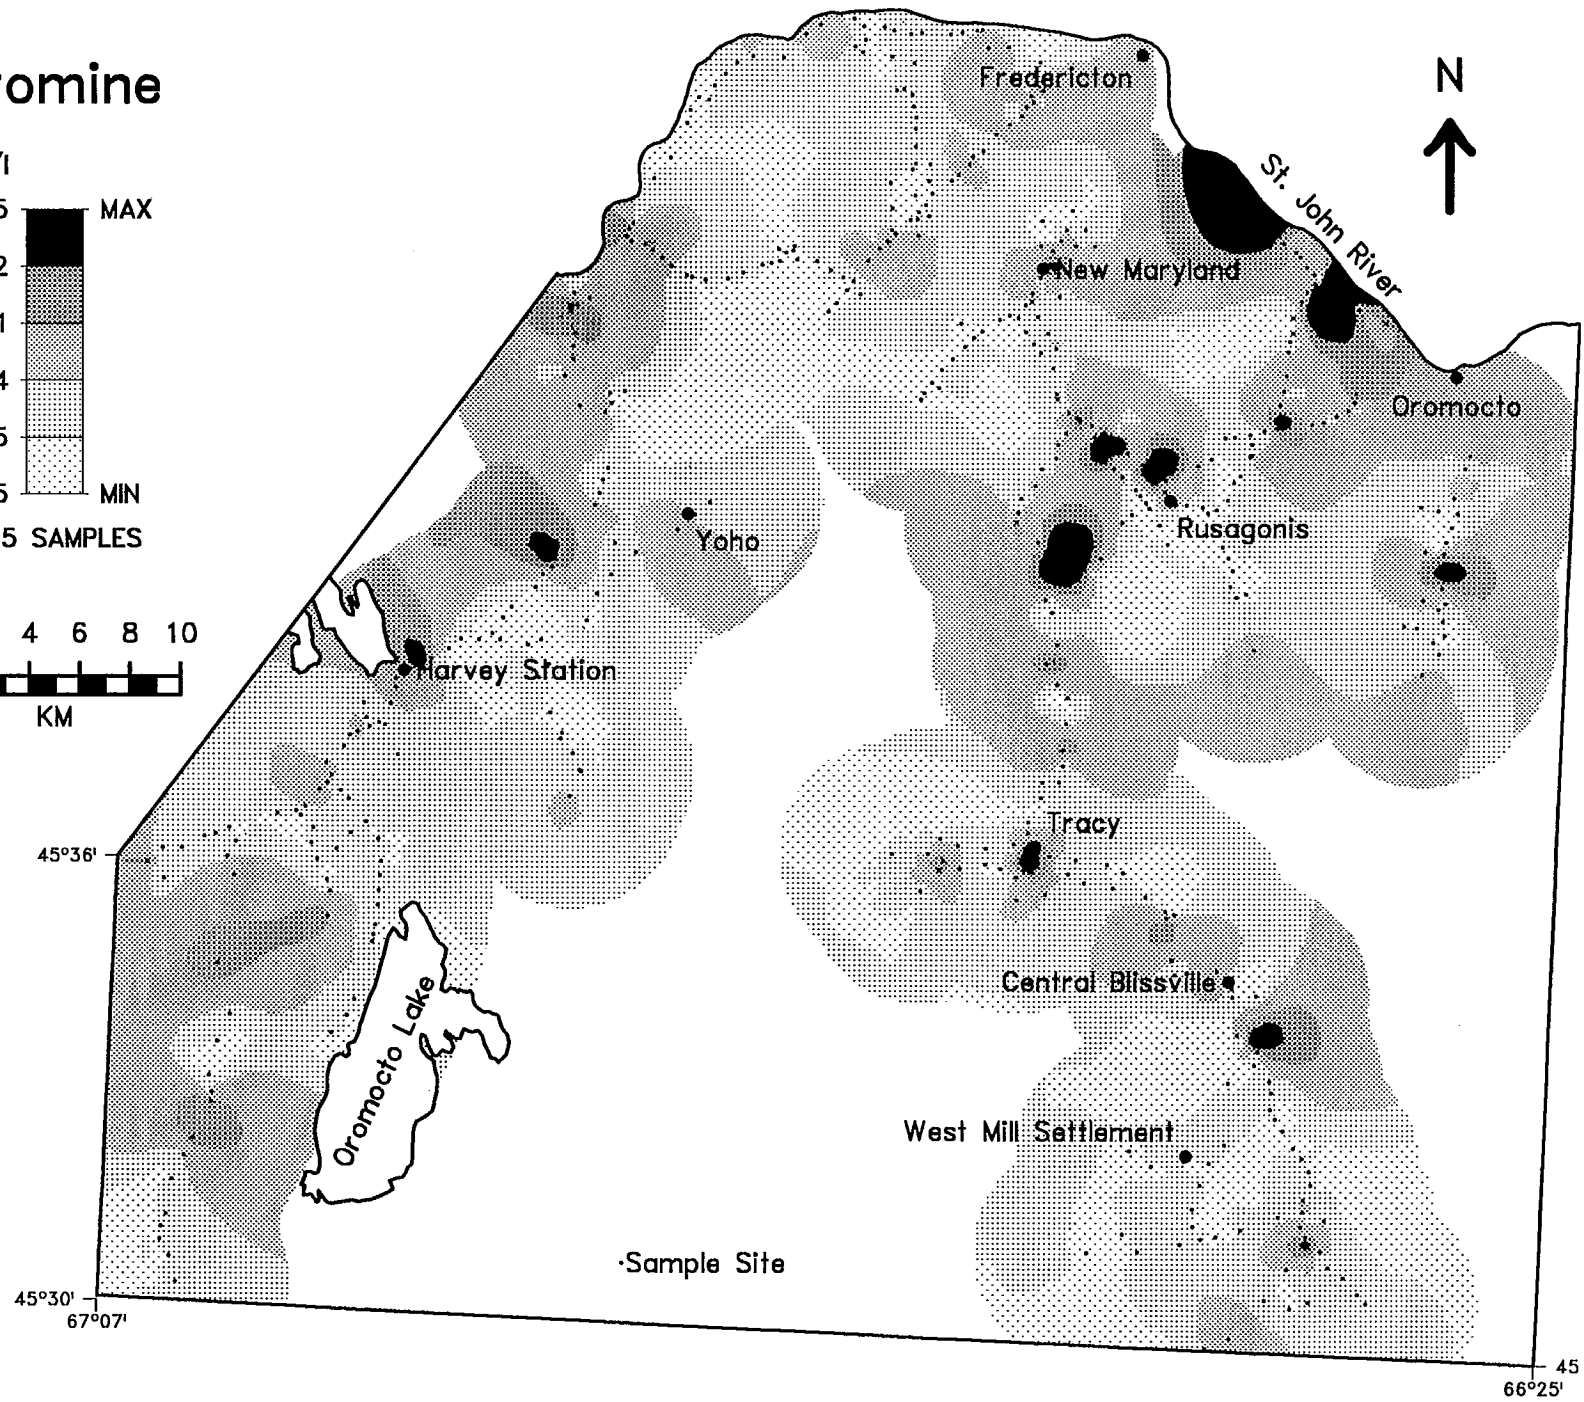 romine
/l
5 MAX
2
1
4
5
5 MIN
5 SAMPLES
4 6 8 10
KM
N
Fredericton
St. John River
New Maryland
Oromocto
Rusagonis
Yoho
Harvey Station
Tracy
45°36'
Central Blissville
Oromocto Lake
West Mill Settlement
Sample Site
45°30'
67°07'
45
66°25'